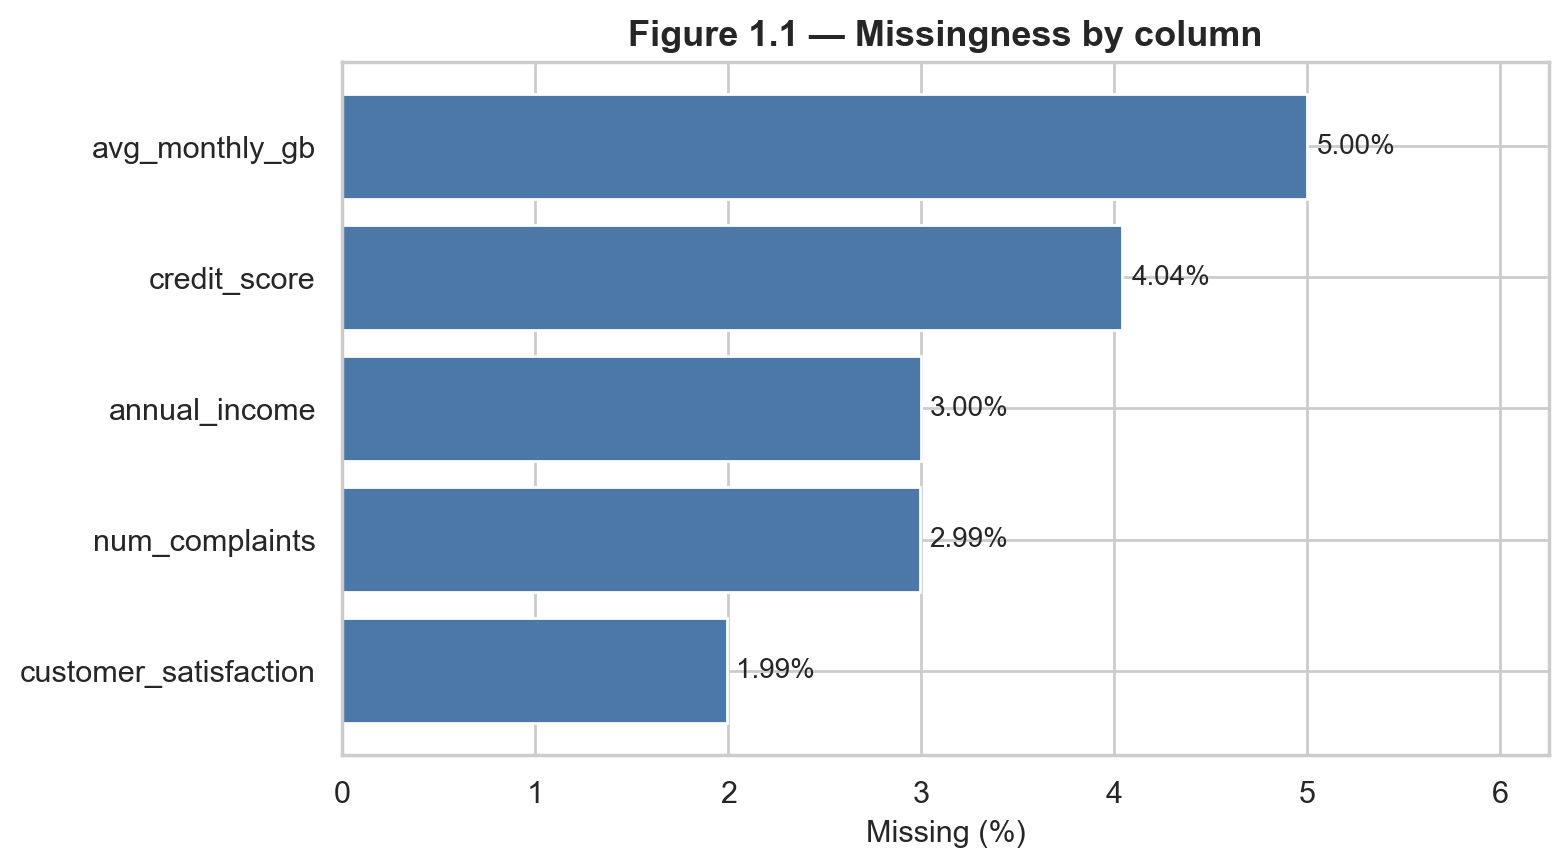 Figure 1.1 — Missingness by column
avg_monthly_gb
5.00%
credit_score
4.04%
annual_income
3.00%
num_complaints
2.99%
customer_satisfaction
1.99%
0 1 2 3 4 5 6
Missing (%)